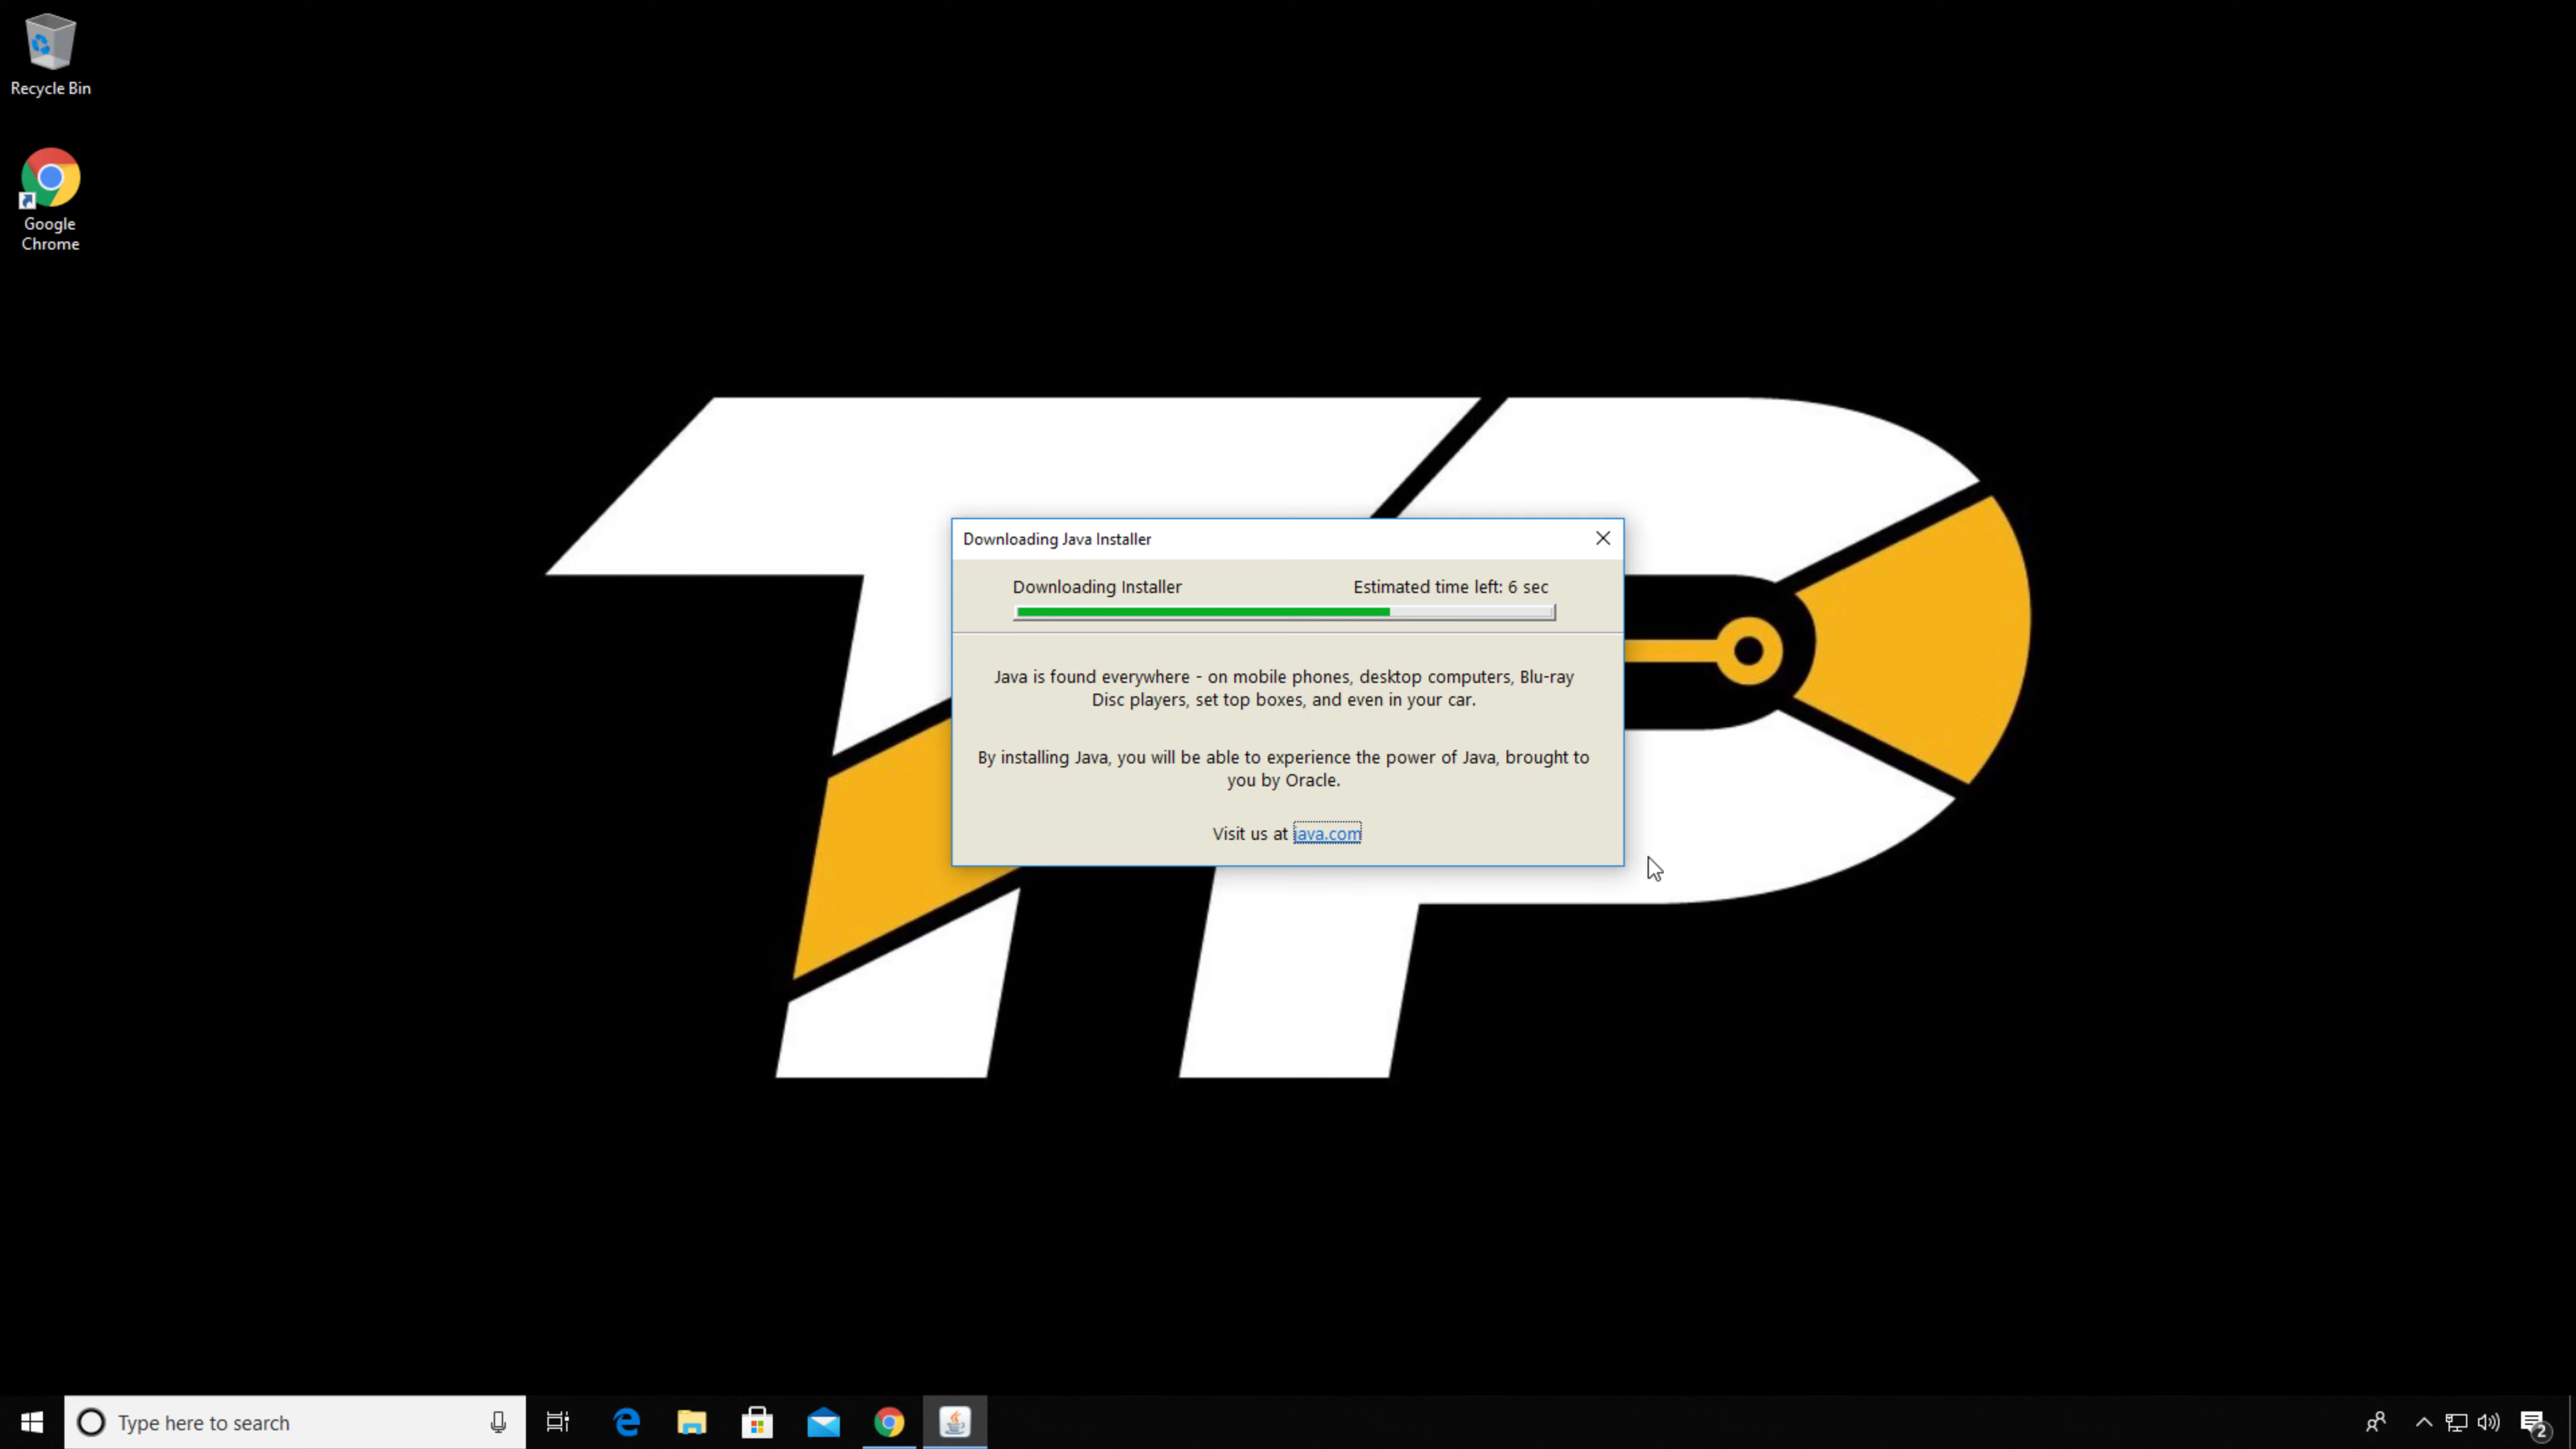 Recycle Bin
Google
Chrome
Downloading Java Installer
Downloading Installer
Estimated time left: 6 sec
Java is found everywhere - on mobile phones, desktop computers, Blu-ray
Disc players, set top boxes, and even in your car.
By installing Java, you will be able to experience the power of Java, brought to
you by Oracle.
Visit us at java.com
Type here to search
2